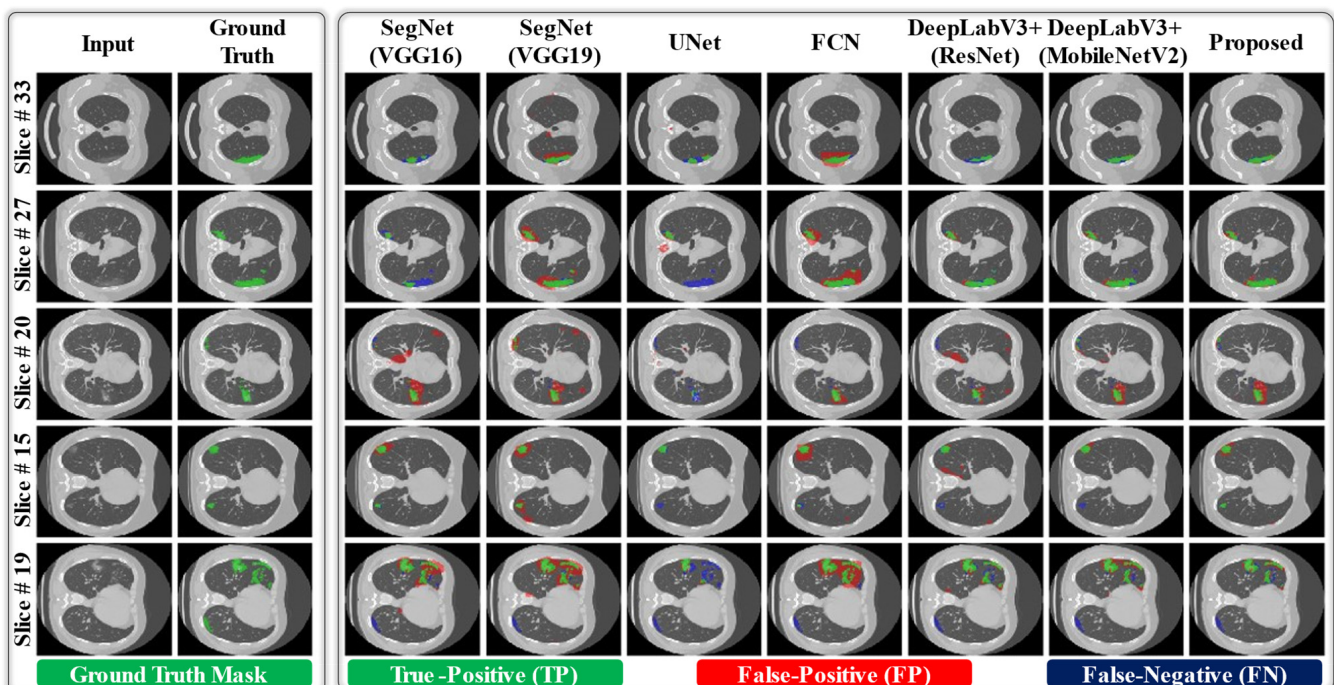 Input
Ground
Truth
SegNet
(VGG16)
SegNet
(VGG19)
UNet
FCN
DeepLabV3+
(ResNet)
DeepLabV3+
(MobileNetV2)
Proposed
Slice # 33
Slice # 27
Slice # 20
Slice # 15
Slice # 19
Ground Truth Mask
True-Positive (TP)
False-Positive (FP)
False-Negative (FN)